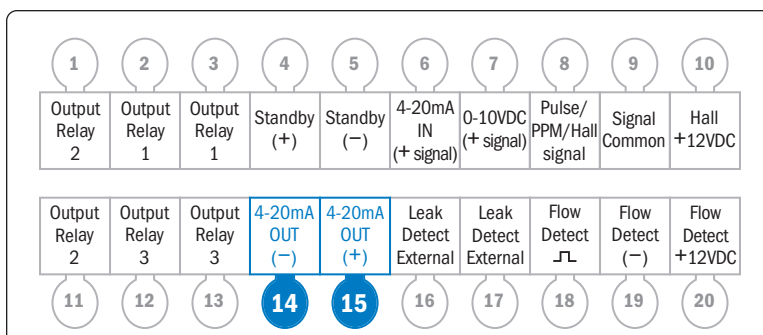 1 2 3 4 5 6 7 8 9 10
Output Relay 2
Output Relay 1
Output Relay 1
Standby (+)
Standby (−)
4-20mA IN (+ signal)
0-10VDC (+ signal)
Pulse/ PPM/Hall signal
Signal Common
Hall +12VDC
Output Relay 2
Output Relay 3
Output Relay 3
4-20mA OUT (−)
4-20mA OUT (+)
Leak Detect External
Leak Detect External
Flow Detect
Flow Detect (−)
Flow Detect +12VDC
11 12 13 14 15 16 17 18 19 20